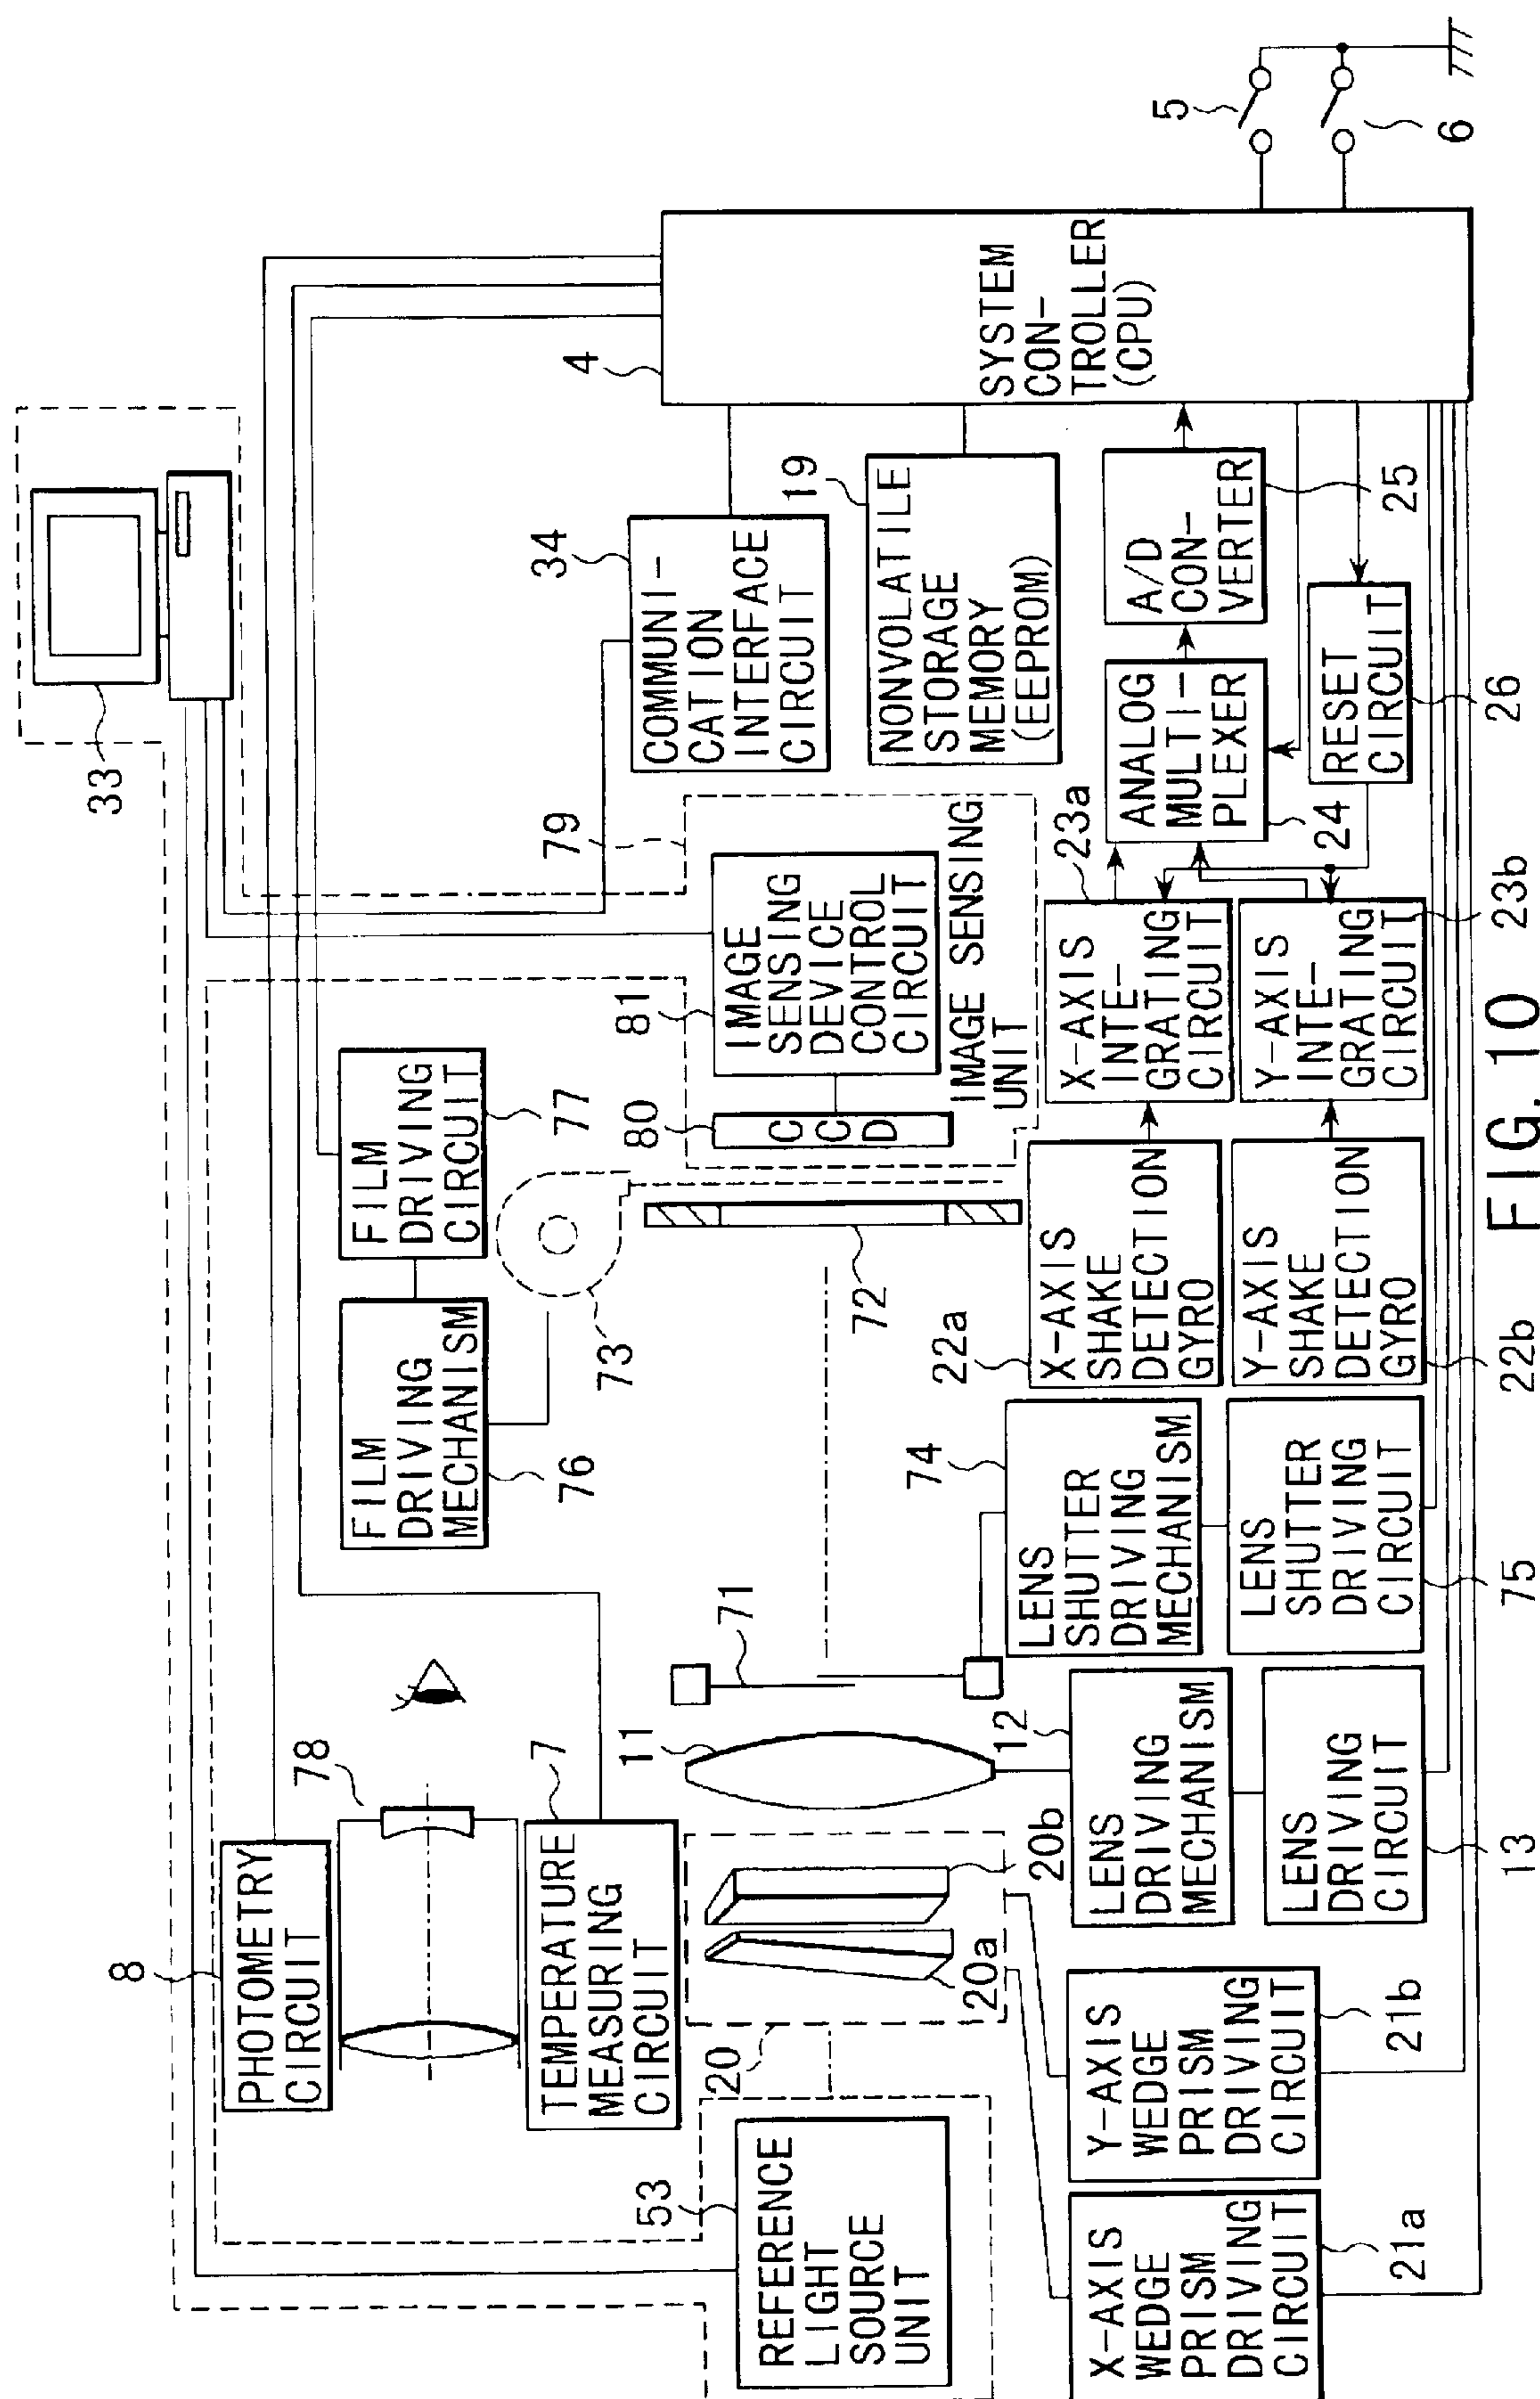 33
8
PHOTOMETRY
CIRCUIT
78
7
TEMPERATURE
MEASURING
CIRCUIT
FILM
DRIVING
MECHANISM
76
FILM
DRIVING
CIRCUIT
77
73
79
34
COMMUNI-
CATION
INTERFACE
CIRCUIT
4
SYSTEM
CON-
TROLLER
(CPU)
5
6
53
REFERENCE
LIGHT
SOURCE
UNIT
20
20a
20b
11
71
72
80
CCD
81
IMAGE
SENSING
DEVICE
CONTROL
CIRCUIT
IMAGE SENSING
UNIT
19
NONVOLATILE
STORAGE
MEMORY
(EEPROM)
X-AXIS
WEDGE
PRISM
DRIVING
CIRCUIT
21a
Y-AXIS
WEDGE
PRISM
DRIVING
CIRCUIT
21b
12
LENS
DRIVING
MECHANISM
LENS
DRIVING
CIRCUIT
13
74
LENS
SHUTTER
DRIVING
MECHANISM
LENS
SHUTTER
DRIVING
CIRCUIT
75
22a
X-AXIS
SHAKE
DETECTION
GYRO
Y-AXIS
SHAKE
DETECTION
GYRO
22b
23a
X-AXIS
INTE-
GRATING
CIRCUIT
Y-AXIS
INTE-
GRATING
CIRCUIT
23b
ANALOG
MULTI-
PLEXER
24
A/D
CON-
VERTER
25
RESET
CIRCUIT
26
FIG. 10